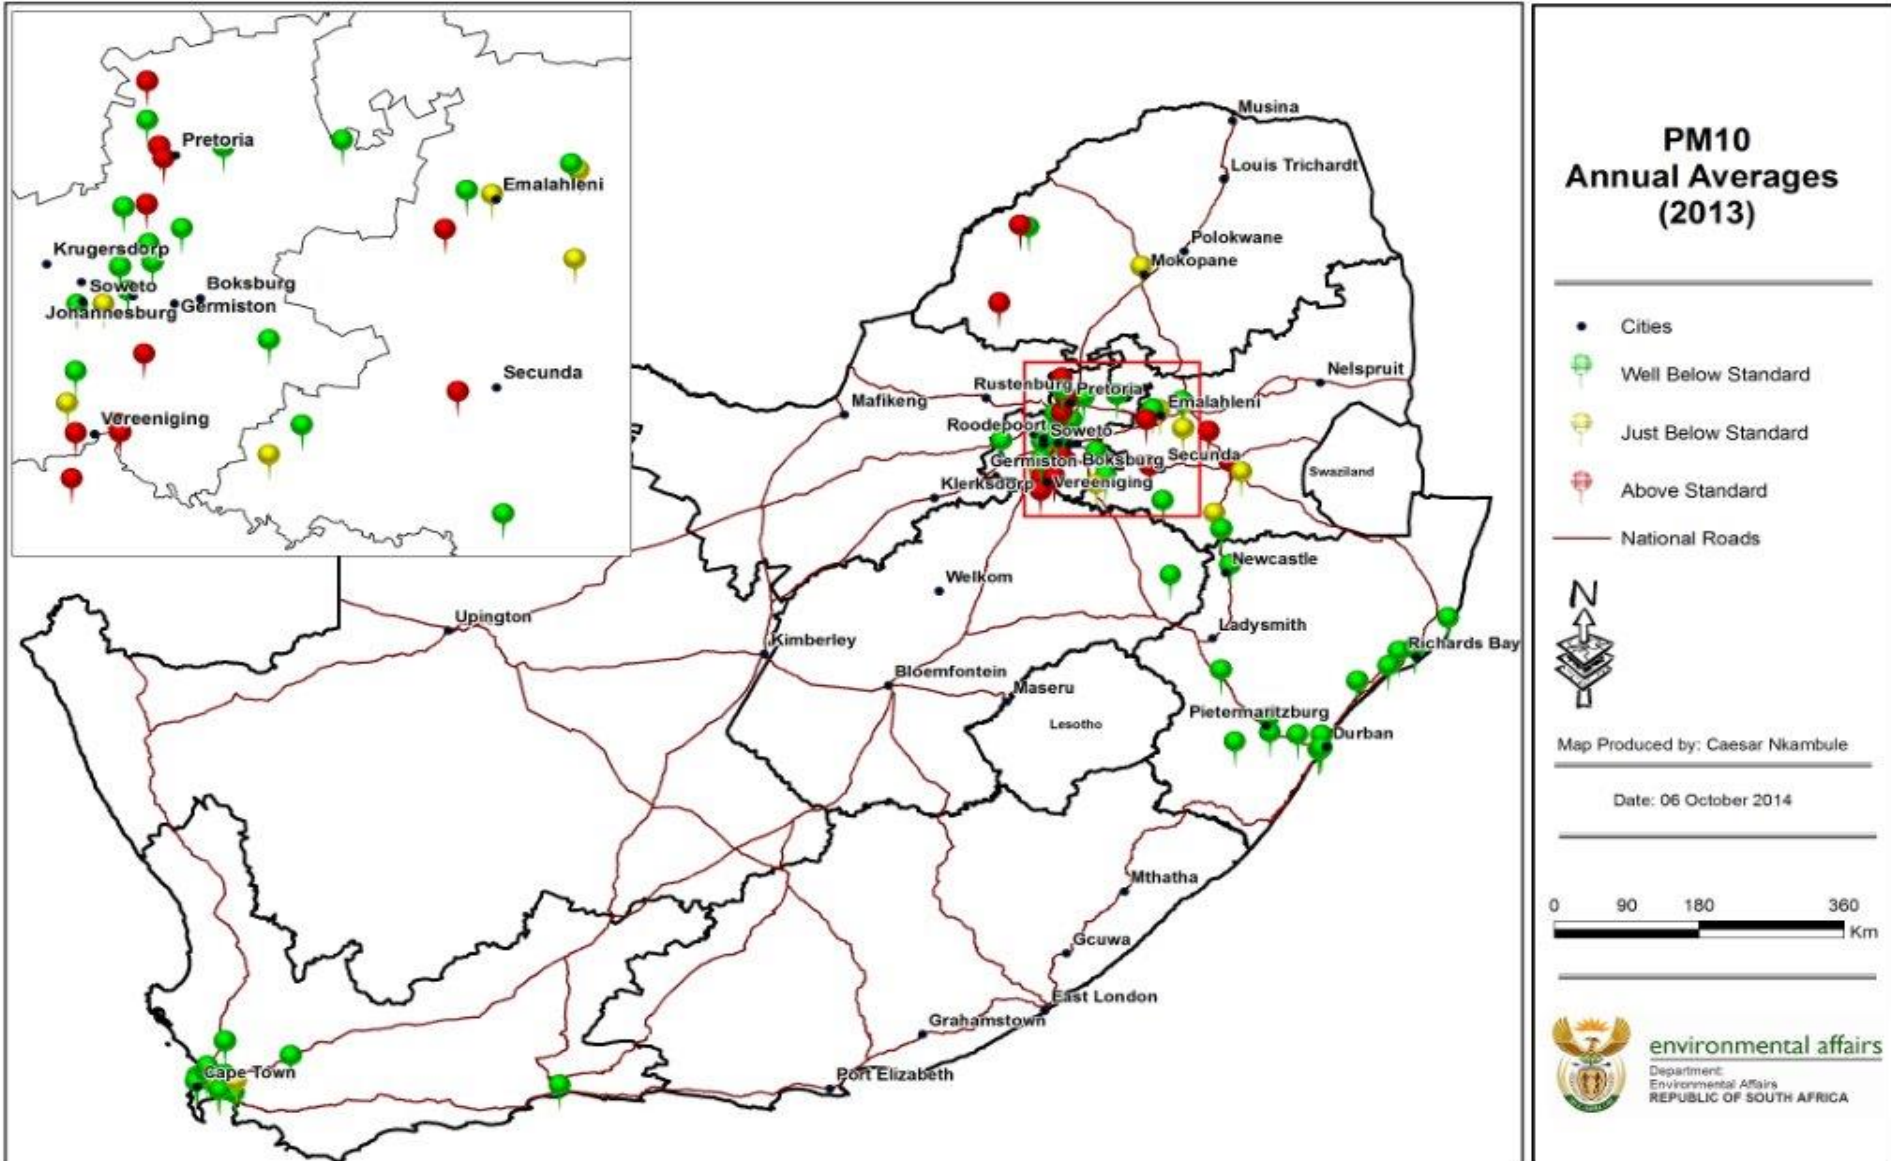 Pretoria
Emalahleni
Krugersdorp
Soweto
Boksburg
Johannesburg
Germiston
Secunda
Vereeniging
Musina
Louis Trichardt
Polokwane
Mokopane
Nelspruit
Rustenburg
Pretoria
Mafikeng
Emalahleni
Roodepoort
Soweto
Germiston
Boksburg
Secunda
Swaziland
Klerksdorp
Vereeniging
Newcastle
Welkom
Upington
Ladysmith
Kimberley
Richards Bay
Bloemfontein
Maseru
Lesotho
Pietermaritzburg
Durban
Mthatha
Gcuwa
East London
Grahamstown
Cape Town
Port Elizabeth
PM10
Annual Averages
(2013)
Cities
Well Below Standard
Just Below Standard
Above Standard
National Roads
N
Map Produced by: Caesar Nkambule
Date: 06 October 2014
0 90 180 360
Km
environmental affairs
Department:
Environmental Affairs
REPUBLIC OF SOUTH AFRICA